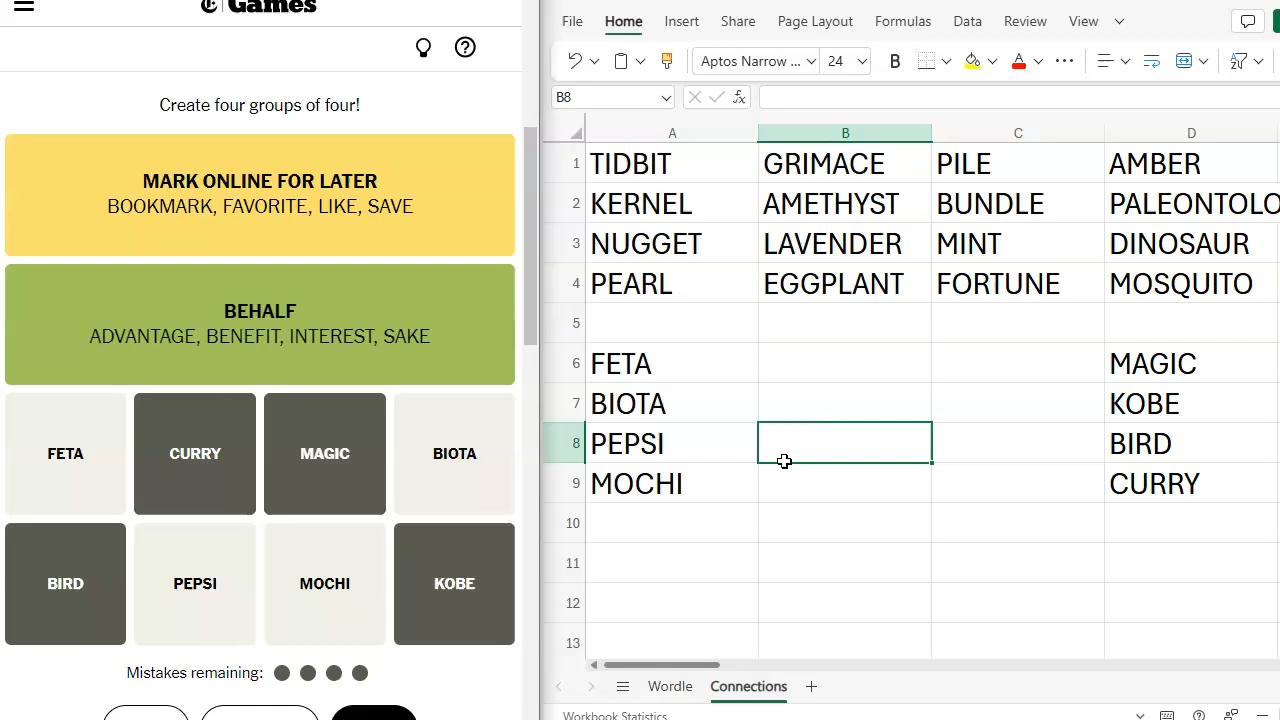 Games
Create four groups of four!
MARK ONLINE FOR LATER
BOOKMARK, FAVORITE, LIKE, SAVE
BEHALF
ADVANTAGE, BENEFIT, INTEREST, SAKE
FETA CURRY MAGIC BIOTA
BIRD PEPSI MOCHI KOBE
Mistakes remaining:
File Home Insert Share Page Layout Formulas Data Review View
Aptos Narrow ... 24 B A
B8 fx
A B C D
1 TIDBIT GRIMACE PILE AMBER
2 KERNEL AMETHYST BUNDLE PALEONTOLO
3 NUGGET LAVENDER MINT DINOSAUR
4 PEARL EGGPLANT FORTUNE MOSQUITO
5
6 FETA MAGIC
7 BIOTA KOBE
8 PEPSI BIRD
9 MOCHI CURRY
10
11
12
13
Wordle Connections
Workbook Statistics